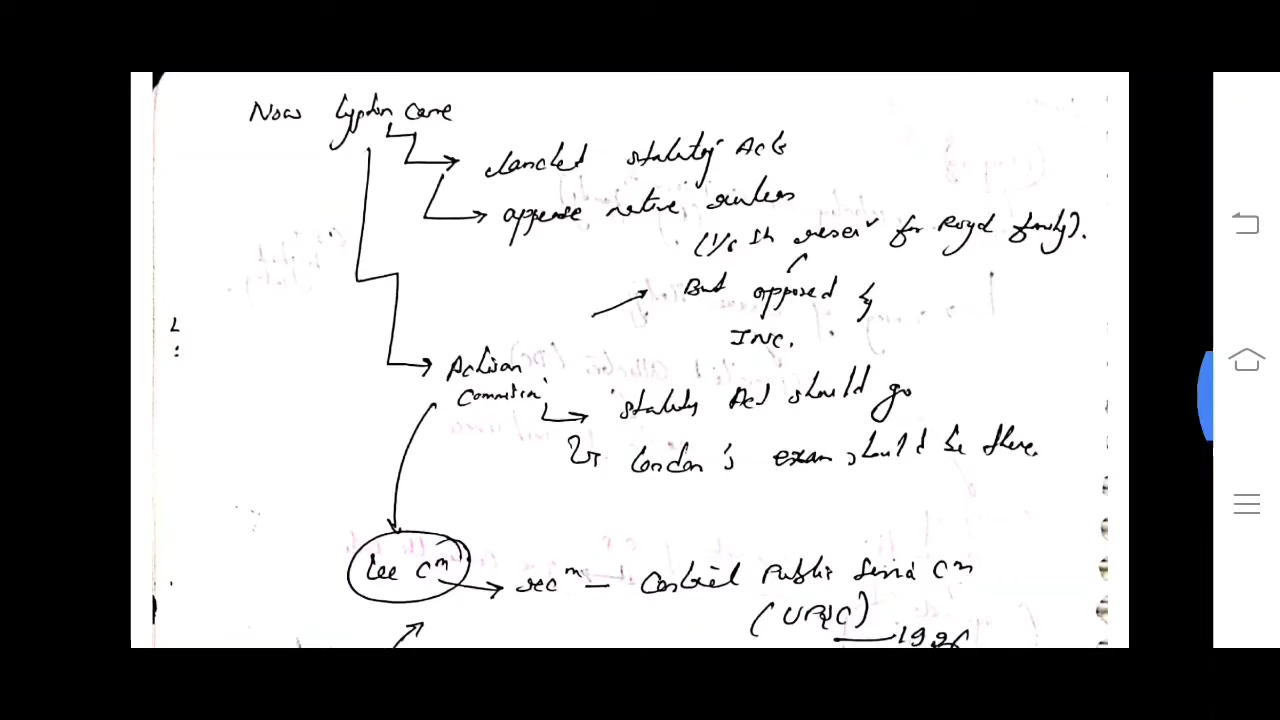 Now Lytton came
enacted statutory Acts
appease native rulers
(1/6 th reser v for Royal family).
But opposed by
INC.
Aitchison
Commission
statutory Act should go
London's exam should be there.
Lee Cm
recm – Central Public Service Cm
(UPSC)
1926